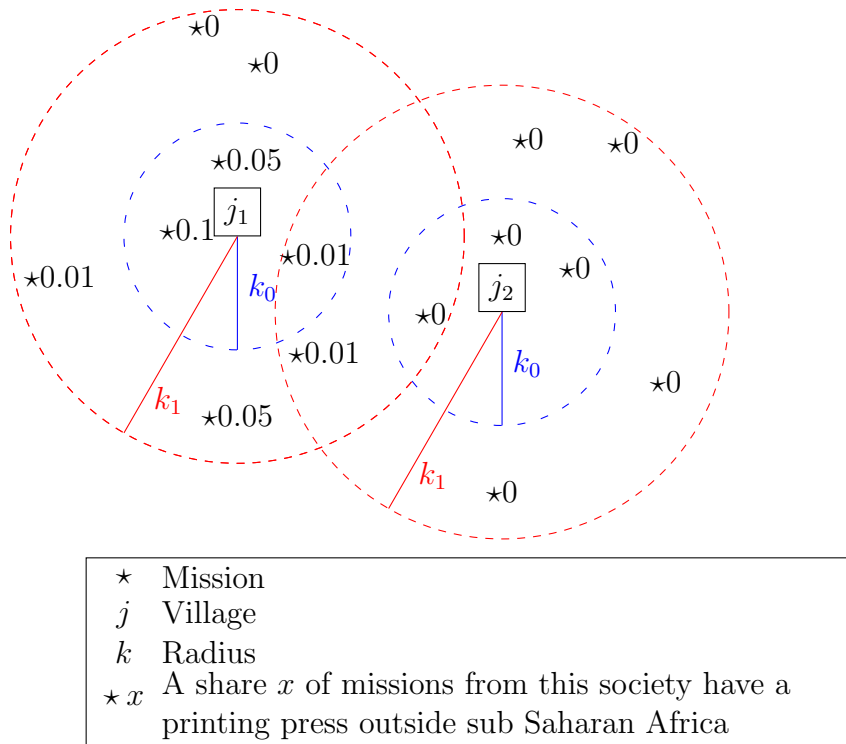 ⋆0
⋆0
⋆0
⋆0
⋆0.05
j₁
⋆0.1
⋆0
⋆0.01
⋆0.01
k₀
⋆0
j₂
⋆0
⋆0.01
k₀
⋆0
k₁
⋆0.05
k₁
⋆0
⋆ Mission
j Village
k Radius
⋆ x A share x of missions from this society have a
printing press outside sub Saharan Africa